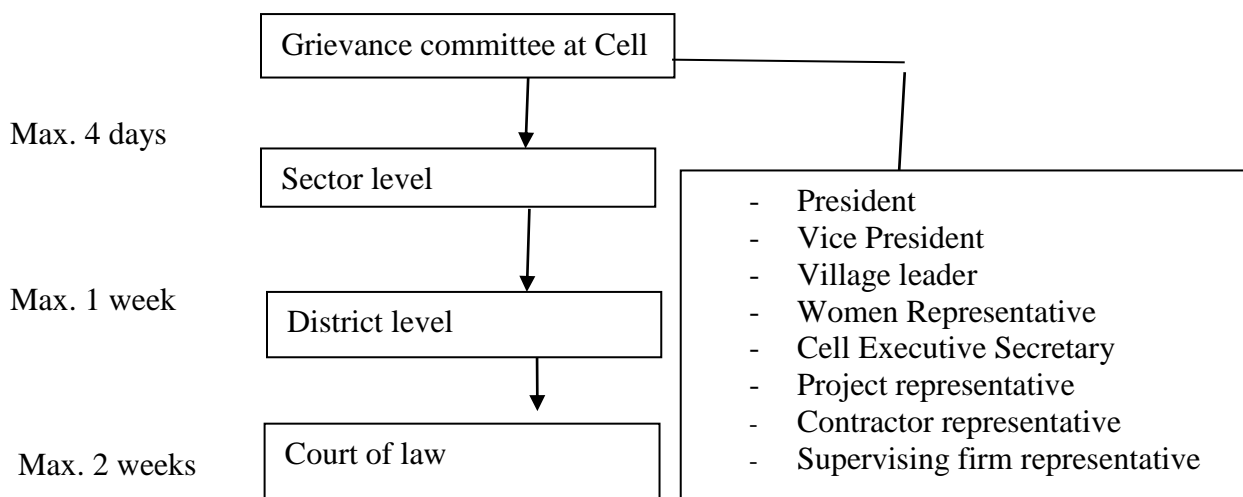 Grievance committee at Cell
Max. 4 days
Sector level
Max. 1 week
District level
Max. 2 weeks
Court of law
- President
- Vice President
- Village leader
- Women Representative
- Cell Executive Secretary
- Project representative
- Contractor representative
- Supervising firm representative